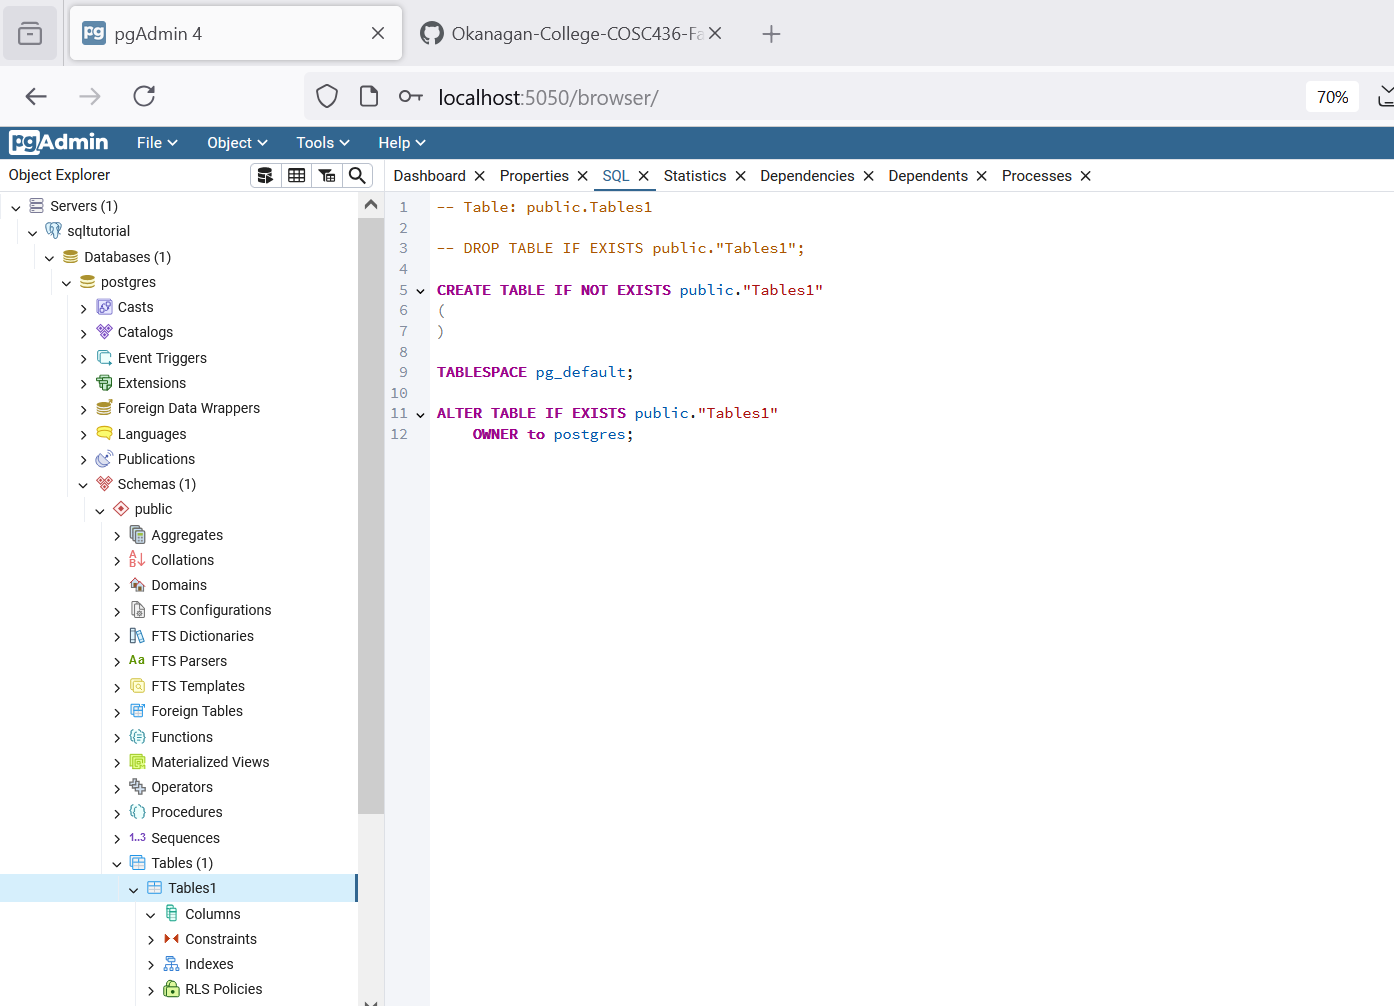 pgAdmin 4
Okanagan-College-COSC436-Fa
localhost:5050/browser/
70%
pgAdmin File Object Tools Help
Object Explorer
Dashboard Properties SQL Statistics Dependencies Dependents Processes
Servers (1)
sqltutorial
Databases (1)
postgres
Casts
Catalogs
Event Triggers
Extensions
Foreign Data Wrappers
Languages
Publications
Schemas (1)
public
Aggregates
Collations
Domains
FTS Configurations
FTS Dictionaries
Aa FTS Parsers
FTS Templates
Foreign Tables
Functions
Materialized Views
Operators
Procedures
1..3 Sequences
Tables (1)
Tables1
Columns
Constraints
Indexes
RLS Policies
1 -- Table: public.Tables1
2
3 -- DROP TABLE IF EXISTS public."Tables1";
4
5 CREATE TABLE IF NOT EXISTS public."Tables1"
6 (
7 )
8
9 TABLESPACE pg_default;
10
11 ALTER TABLE IF EXISTS public."Tables1"
12 OWNER to postgres;